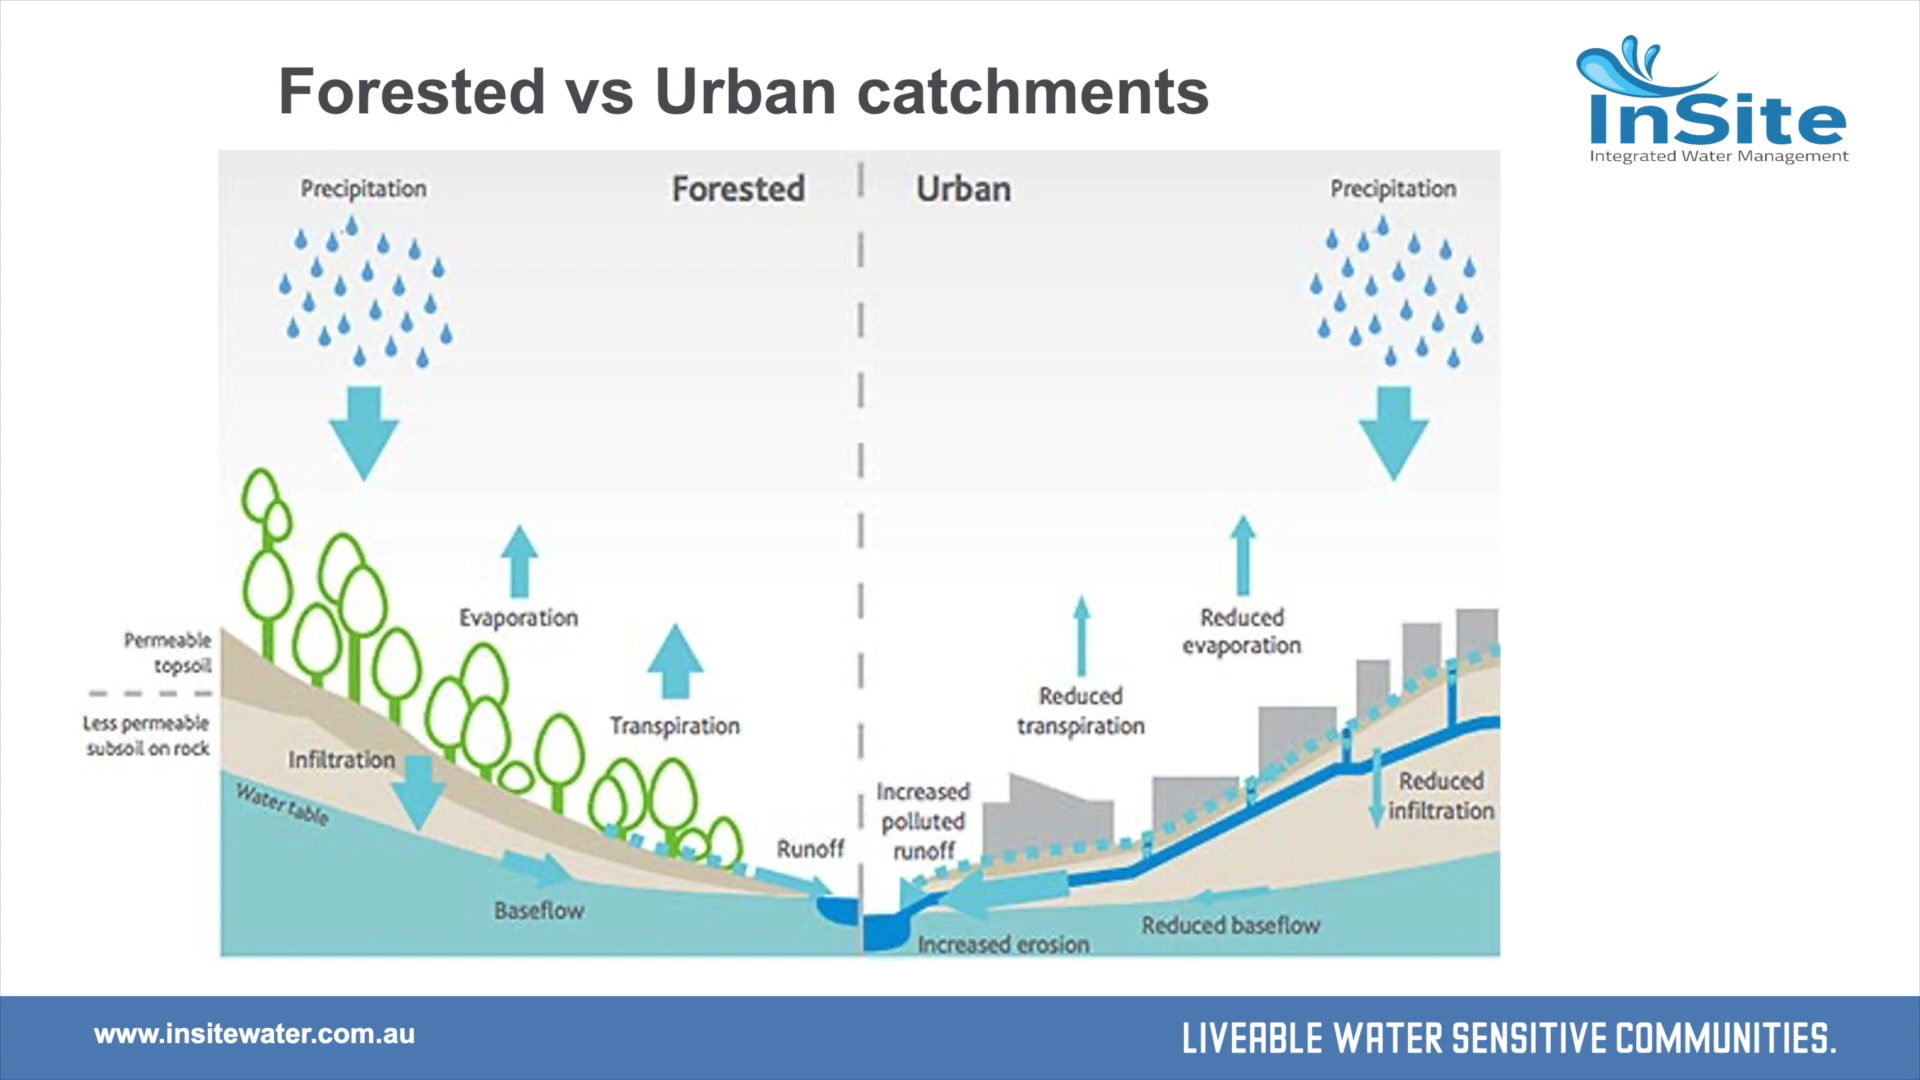 Forested vs Urban catchments
InSite
Integrated Water Management
Precipitation
Forested
Urban
Precipitation
Evaporation
Transpiration
Permeable
topsoil
Less permeable
subsoil on rock
Infiltration
Water table
Baseflow
Runoff
Reduced
evaporation
Reduced
transpiration
Increased
polluted
runoff
Reduced
infiltration
Reduced baseflow
Increased erosion
www.insitewater.com.au
LIVEABLE WATER SENSITIVE COMMUNITIES.